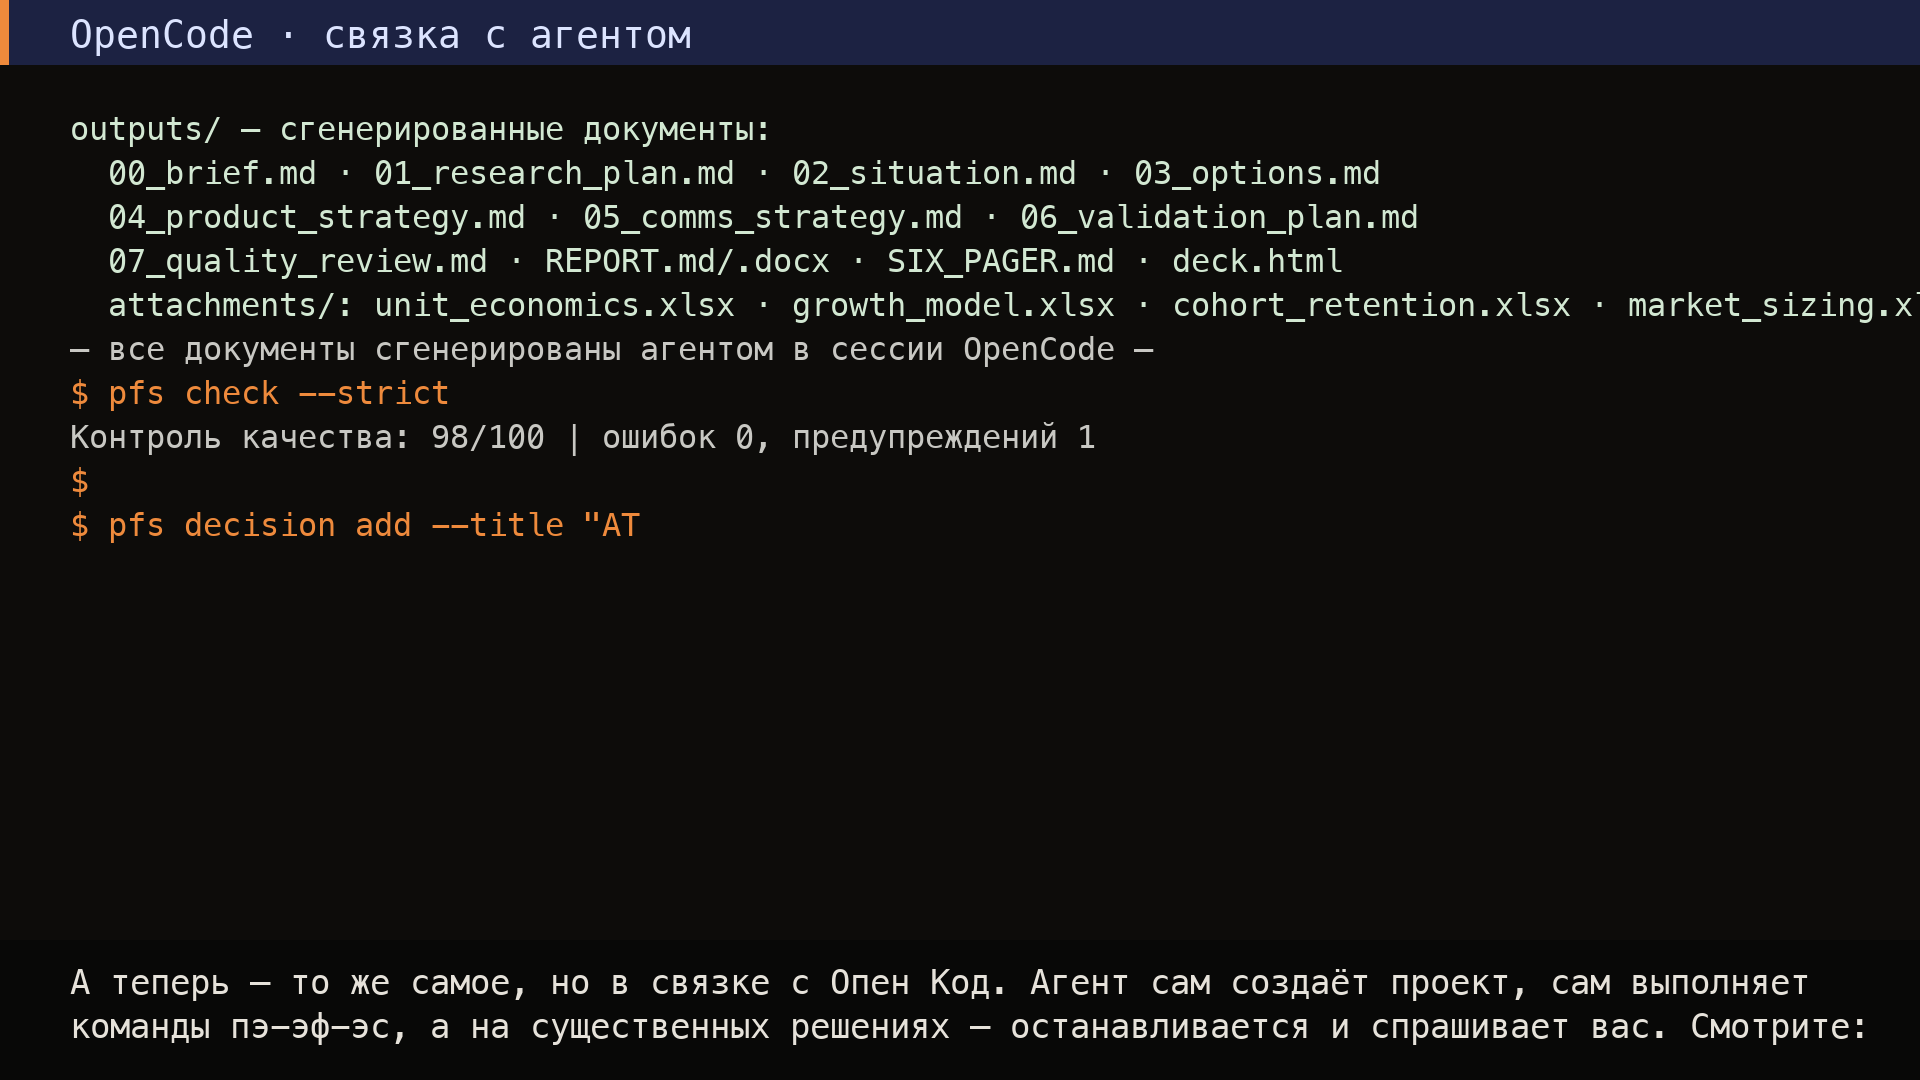 OpenCode · связка с агентом
outputs/ — сгенерированные документы:
00_brief.md · 01_research_plan.md · 02_situation.md · 03_options.md
04_product_strategy.md · 05_comms_strategy.md · 06_validation_plan.md
07_quality_review.md · REPORT.md/.docx · SIX_PAGER.md · deck.html
attachments/: unit_economics.xlsx · growth_model.xlsx · cohort_retention.xlsx · market_sizing.xl
— все документы сгенерированы агентом в сессии OpenCode —
$ pfs check --strict
Контроль качества: 98/100 | ошибок 0, предупреждений 1
$
$ pfs decision add --title "АТ
А теперь — то же самое, но в связке с Опен Код. Агент сам создаёт проект, сам выполняет
команды пэ-эф-эс, а на существенных решениях — останавливается и спрашивает вас. Смотрите: